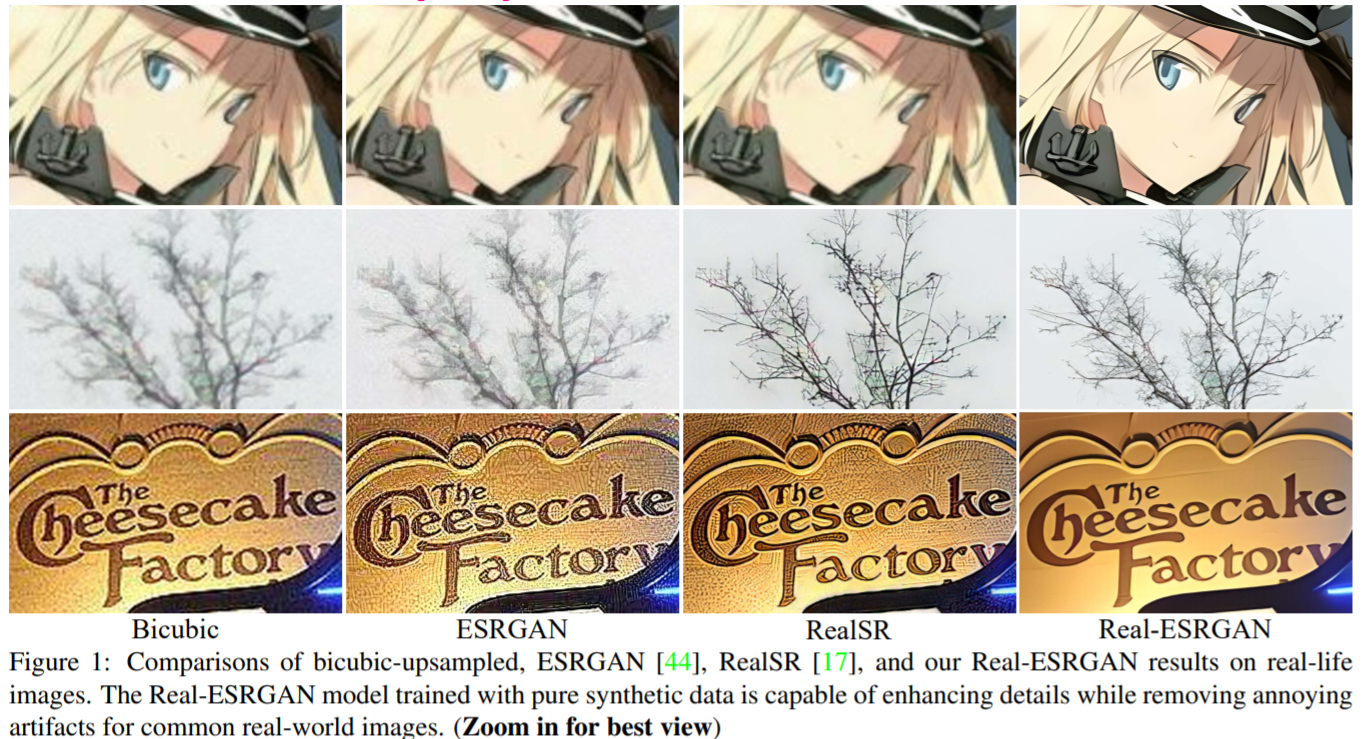 The
Cheesecake
Factory
The
Cheesecake
Factory
The
Cheesecake
Factory
The
Cheesecake
Factory
Bicubic ESRGAN RealSR Real-ESRGAN
Figure 1: Comparisons of bicubic-upsampled, ESRGAN [44], RealSR [17], and our Real-ESRGAN results on real-life
images. The Real-ESRGAN model trained with pure synthetic data is capable of enhancing details while removing annoying
artifacts for common real-world images. (Zoom in for best view)